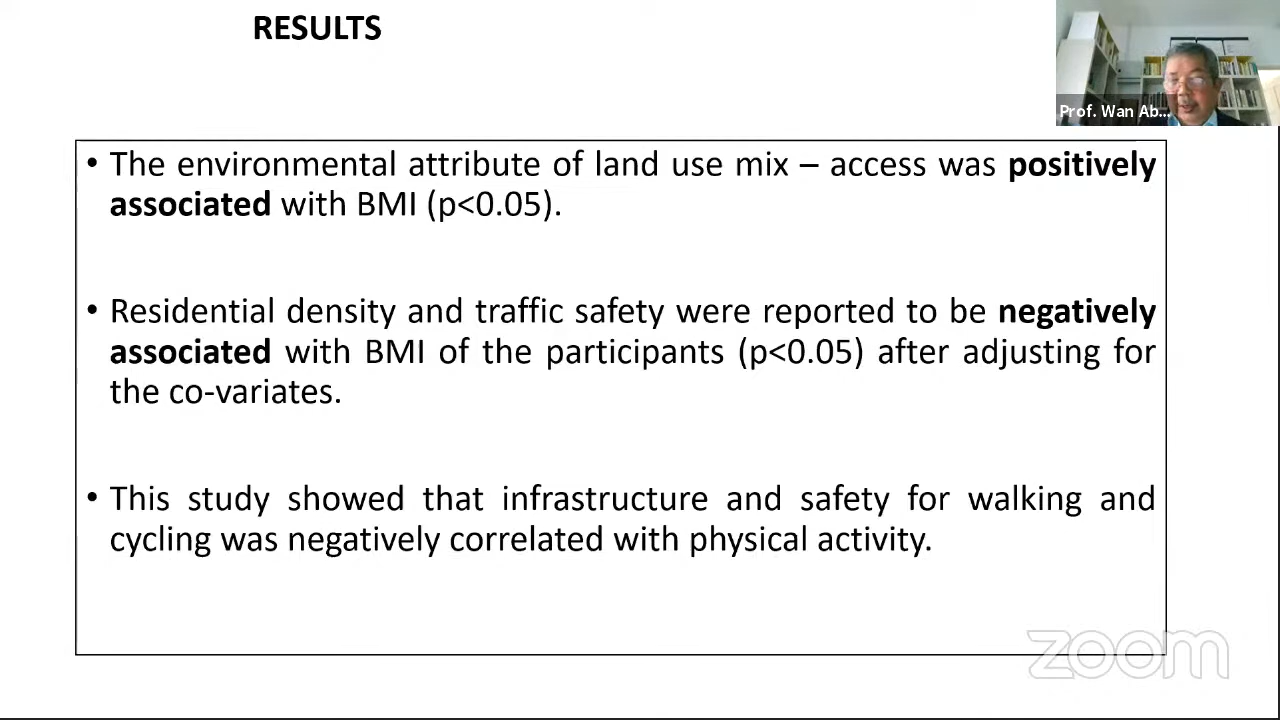 RESULTS
Prof. Wan Ab...
• The environmental attribute of land use mix – access was positively
associated with BMI (p<0.05).
• Residential density and traffic safety were reported to be negatively
associated with BMI of the participants (p<0.05) after adjusting for
the co-variates.
• This study showed that infrastructure and safety for walking and
cycling was negatively correlated with physical activity.
zoom